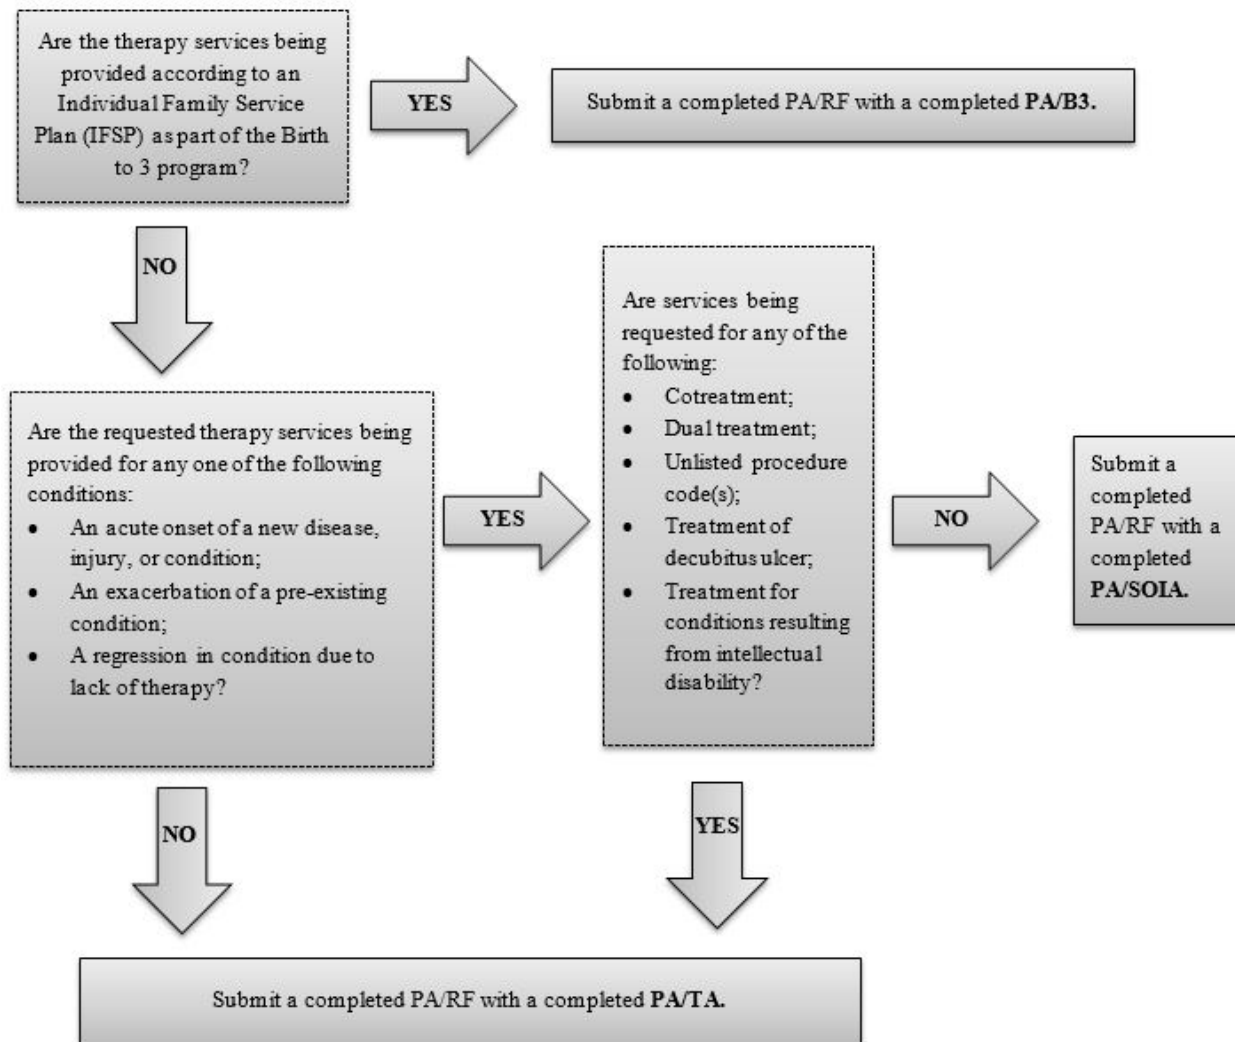 Are the therapy services being
provided according to an
Individual Family Service
Plan (IFSP) as part of the Birth
to 3 program?
YES
Submit a completed PA/RF with a completed PA/B3.
NO
Are the requested therapy services being
provided for any one of the following
conditions:
• An acute onset of a new disease,
injury, or condition;
• An exacerbation of a pre-existing
condition;
• A regression in condition due to
lack of therapy?
YES
Are services being
requested for any of the
following:
• Cotreatment;
• Dual treatment;
• Unlisted procedure
code(s);
• Treatment of
decubitus ulcer;
• Treatment for
conditions resulting
from intellectual
disability?
NO
Submit a
completed
PA/RF with a
completed
PA/SOIA.
NO
YES
Submit a completed PA/RF with a completed PA/TA.